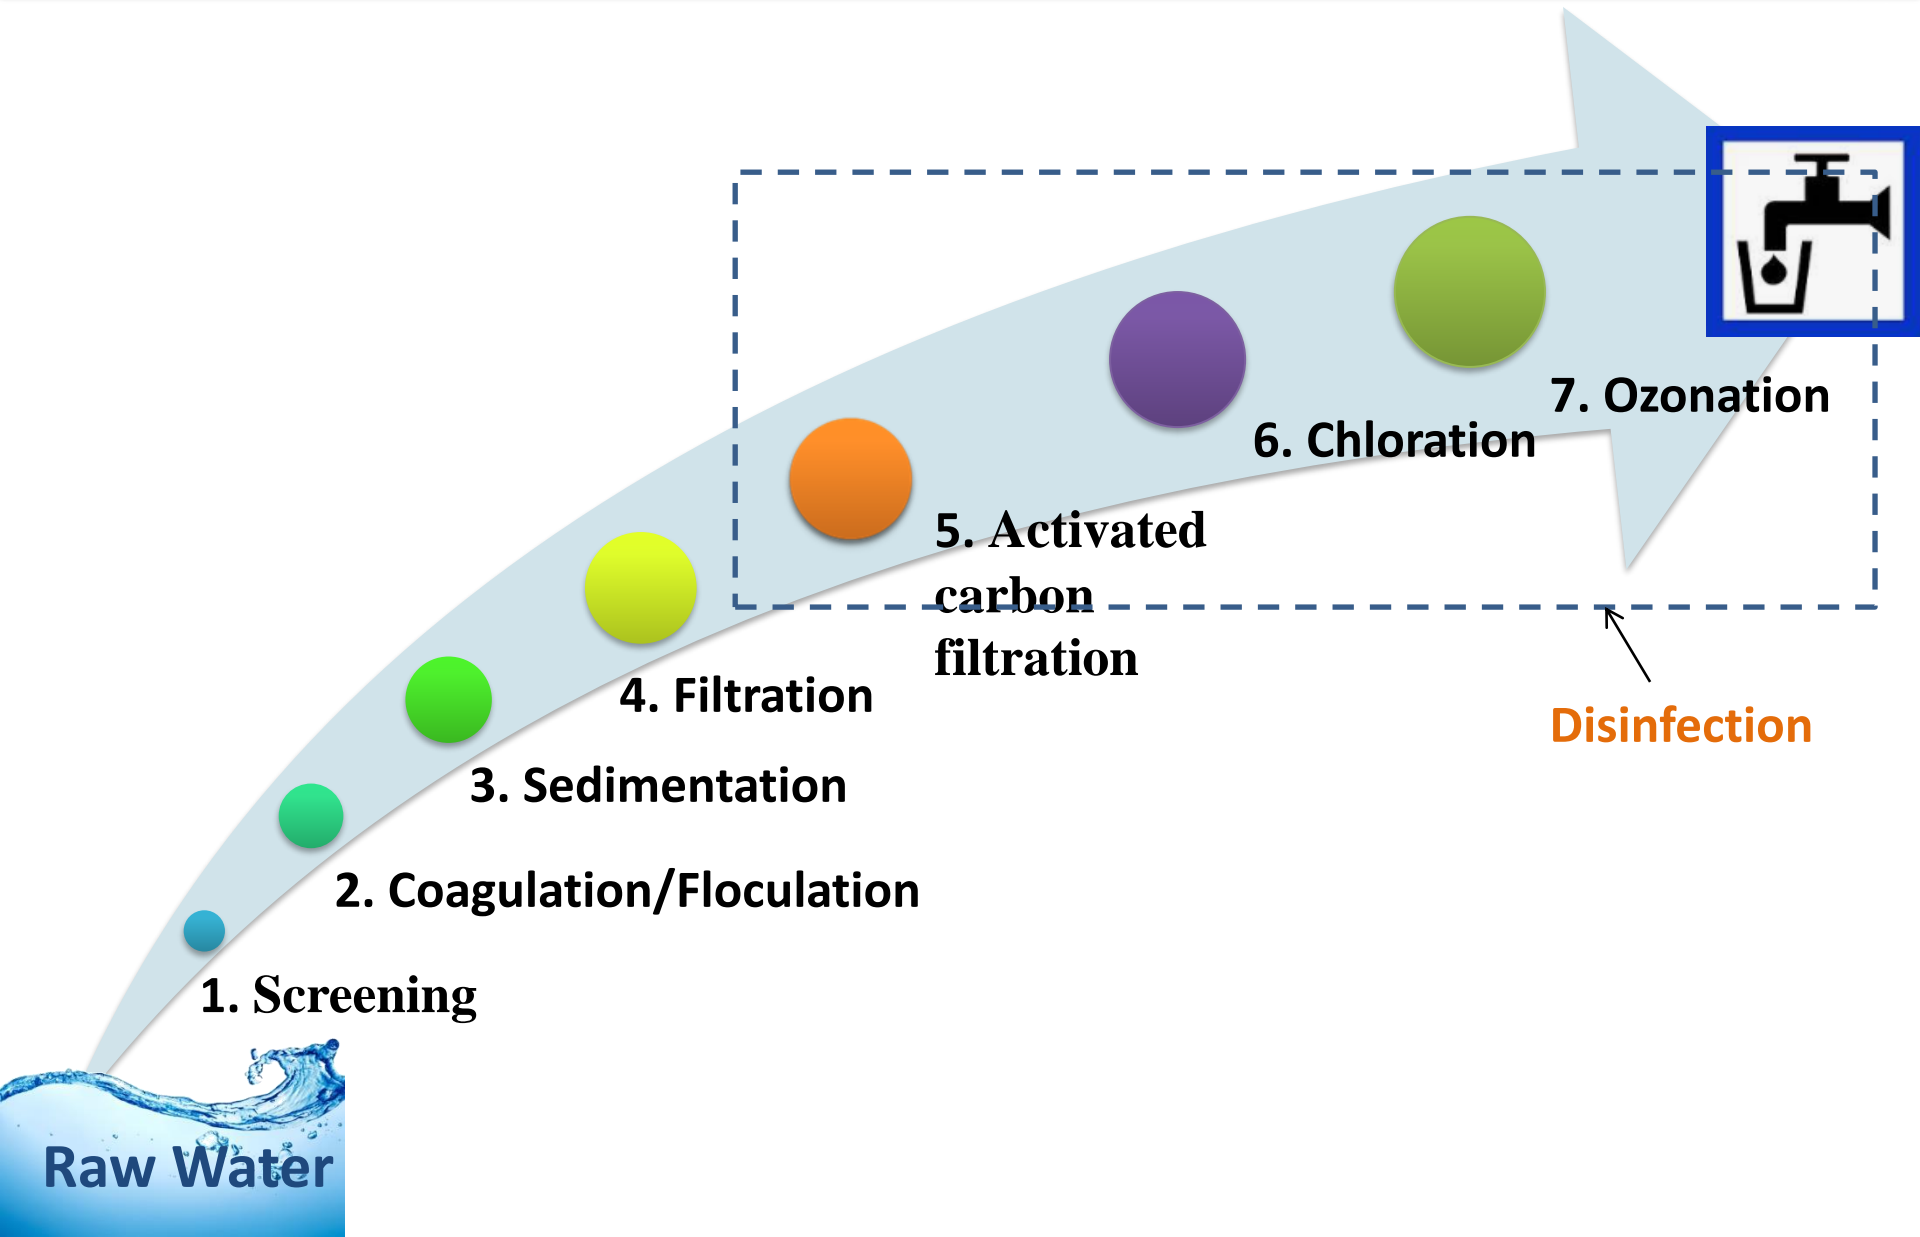 7. Ozonation
6. Chloration
5. Activated
carbon
filtration
4. Filtration
Disinfection
3. Sedimentation
2. Coagulation/Floculation
1. Screening
Raw Water